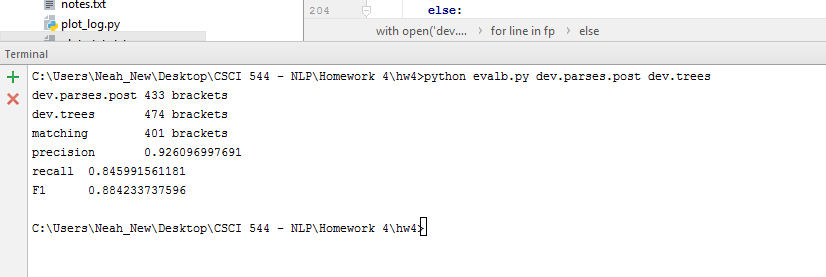 notes.txt
plot_log.py
204 else:
with open('dev.... for line in fp else
Terminal
C:\Users\Neah_New\Desktop\CSCI 544 - NLP\Homework 4\hw4>python evalb.py dev.parses.post dev.trees
dev.parses.post 433 brackets
dev.trees 474 brackets
matching 401 brackets
precision 0.926096997691
recall 0.845991561181
F1 0.884233737596
C:\Users\Neah_New\Desktop\CSCI 544 - NLP\Homework 4\hw4>